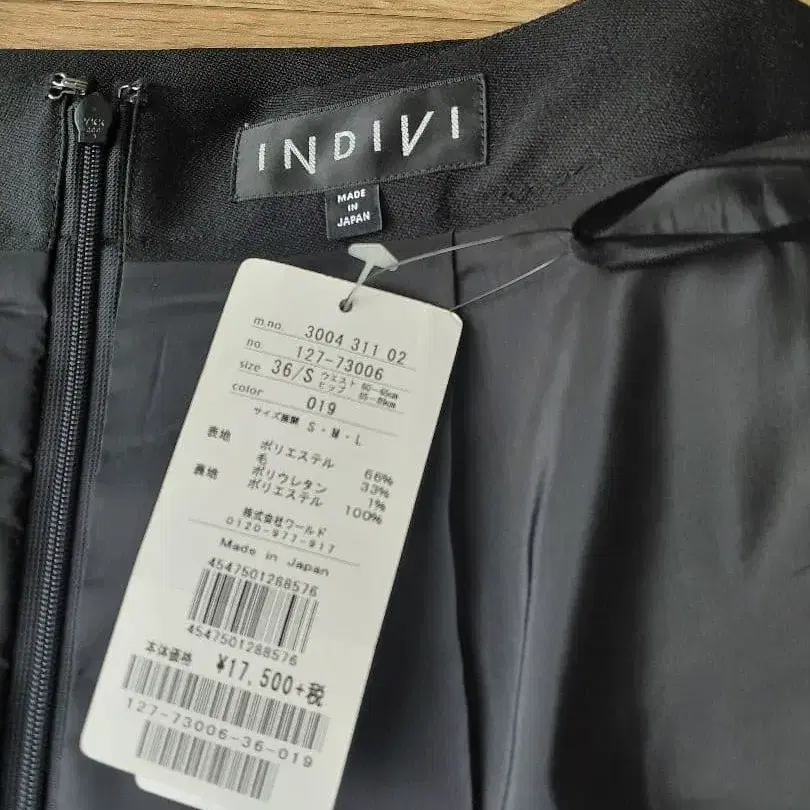 INDIVI
MADE
IN
JAPAN
m.no. 3004 311 02
no. 127-73006
size 36/S ウエスト 60-65cm
ヒップ 85-89cm
color 019
サイズ展開 S・M・L
表地 ポリエステル 66%
毛 33%
ポリウレタン 1%
裏地 ポリエステル 100%
株式会社ワールド
0120-977-917
Made in Japan
4547501288576
4547501288576
本体価格 ¥17,500+税
127-73006-36-019